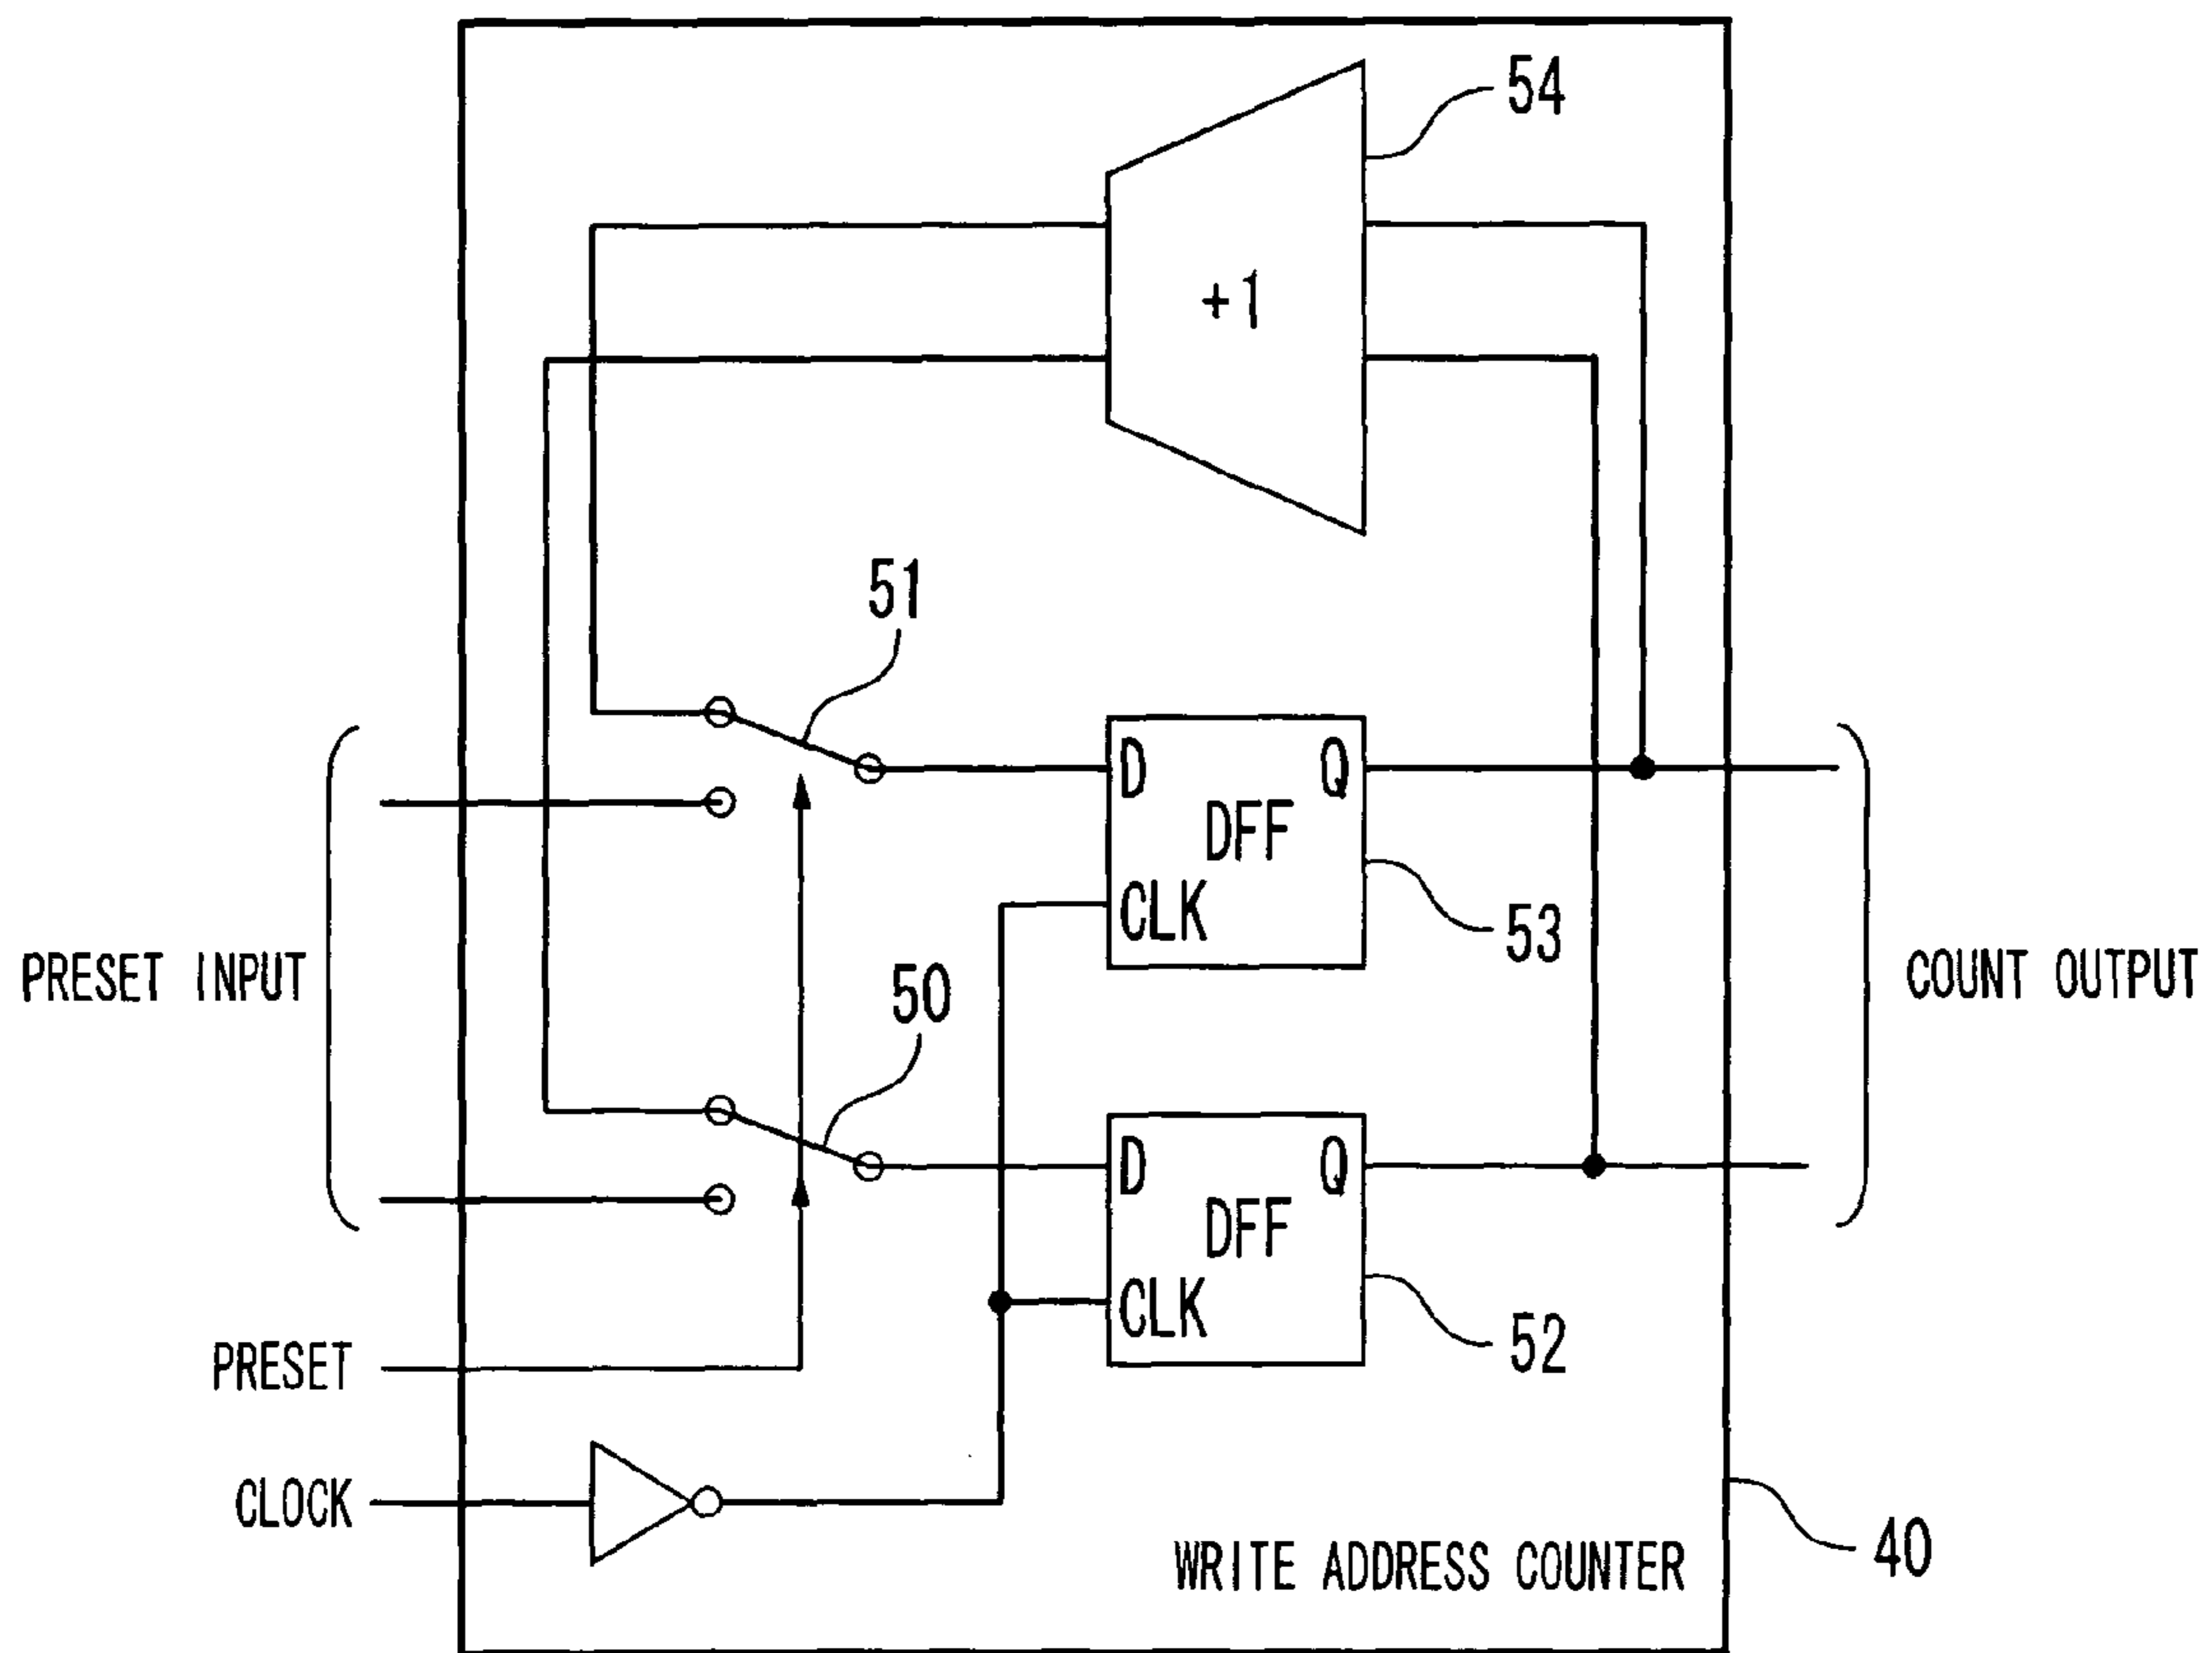 54
+1
51
D
Q
DFF
CLK
53
PRESET INPUT
50
COUNT OUTPUT
D
Q
DFF
CLK
52
PRESET
CLOCK
WRITE ADDRESS COUNTER
40